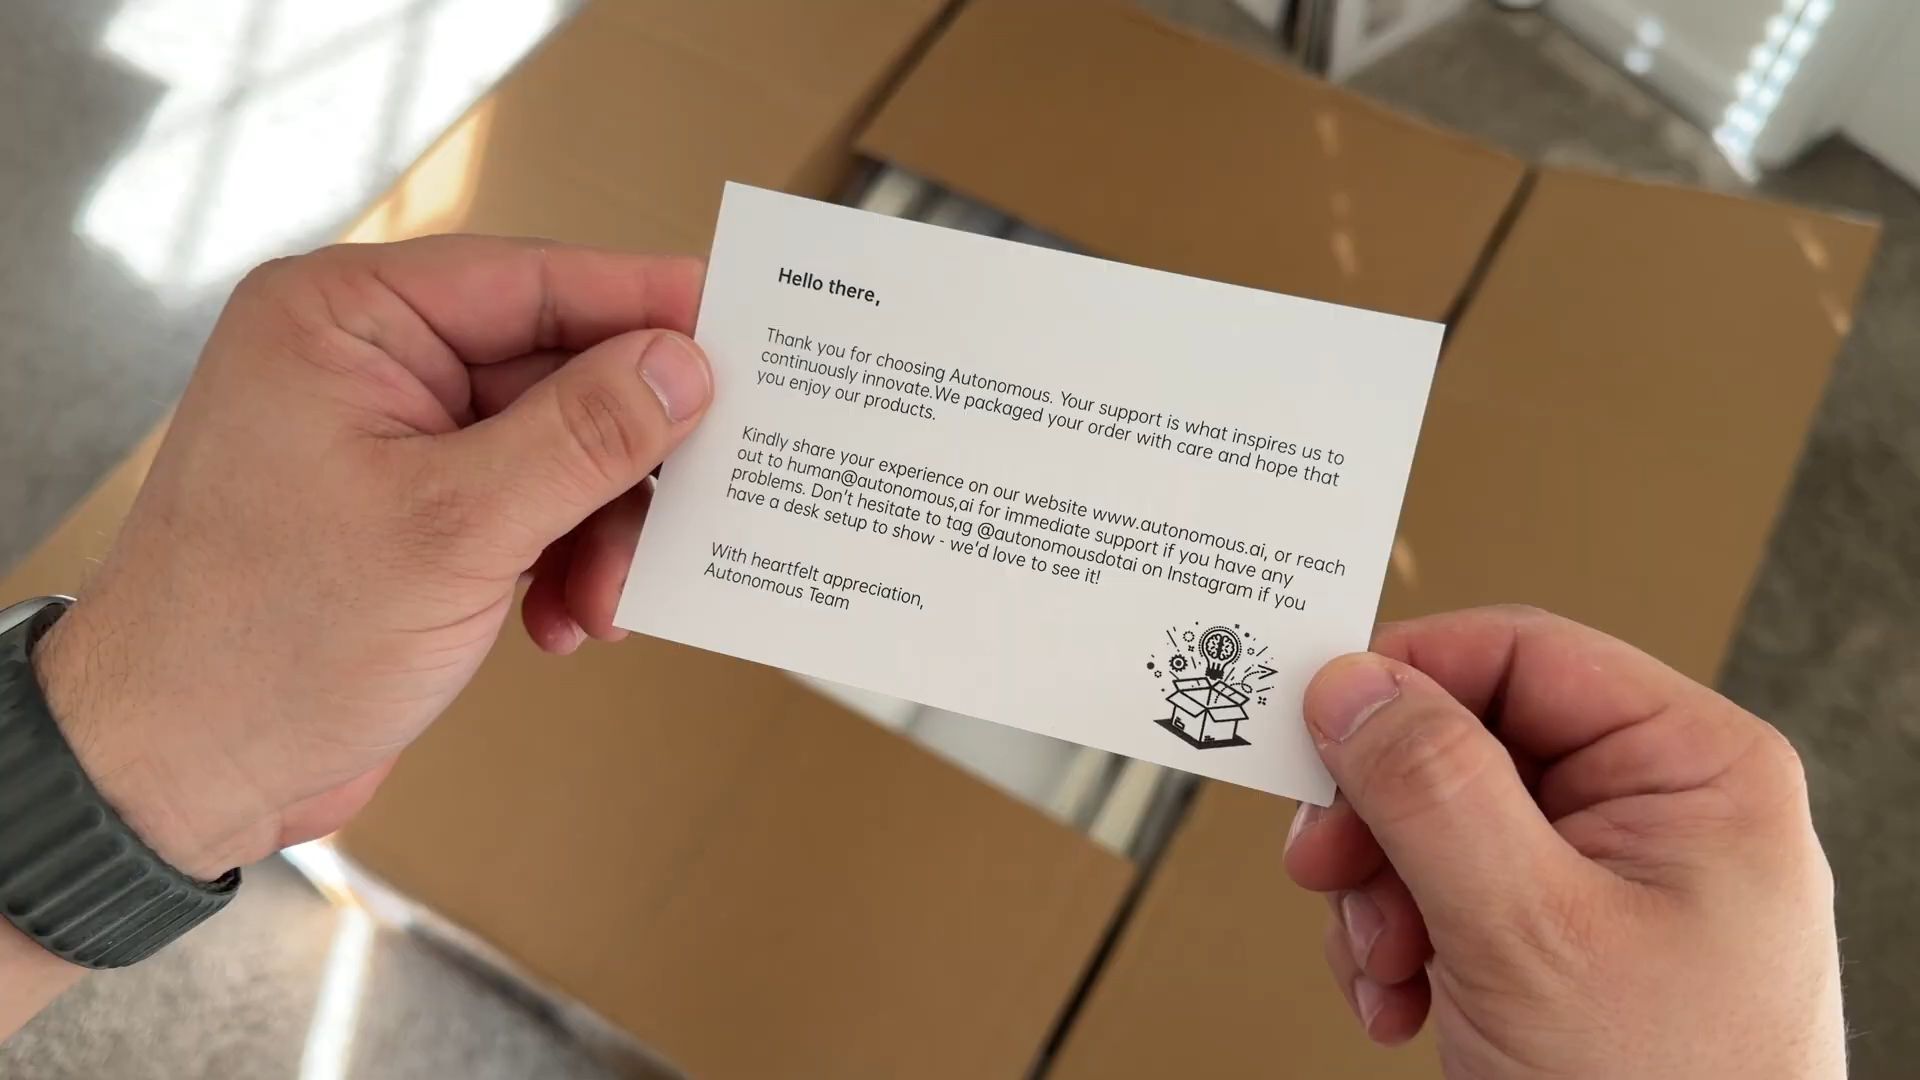 Hello there,
Thank you for choosing Autonomous. Your support is what inspires us to
continuously innovate.We packaged your order with care and hope that
you enjoy our products.
Kindly share your experience on our website www.autonomous.ai, or reach
out to human@autonomous,ai for immediate support if you have any
problems. Don't hesitate to tag @autonomousdotai on Instagram if you
have a desk setup to show - we'd love to see it!
With heartfelt appreciation,
Autonomous Team